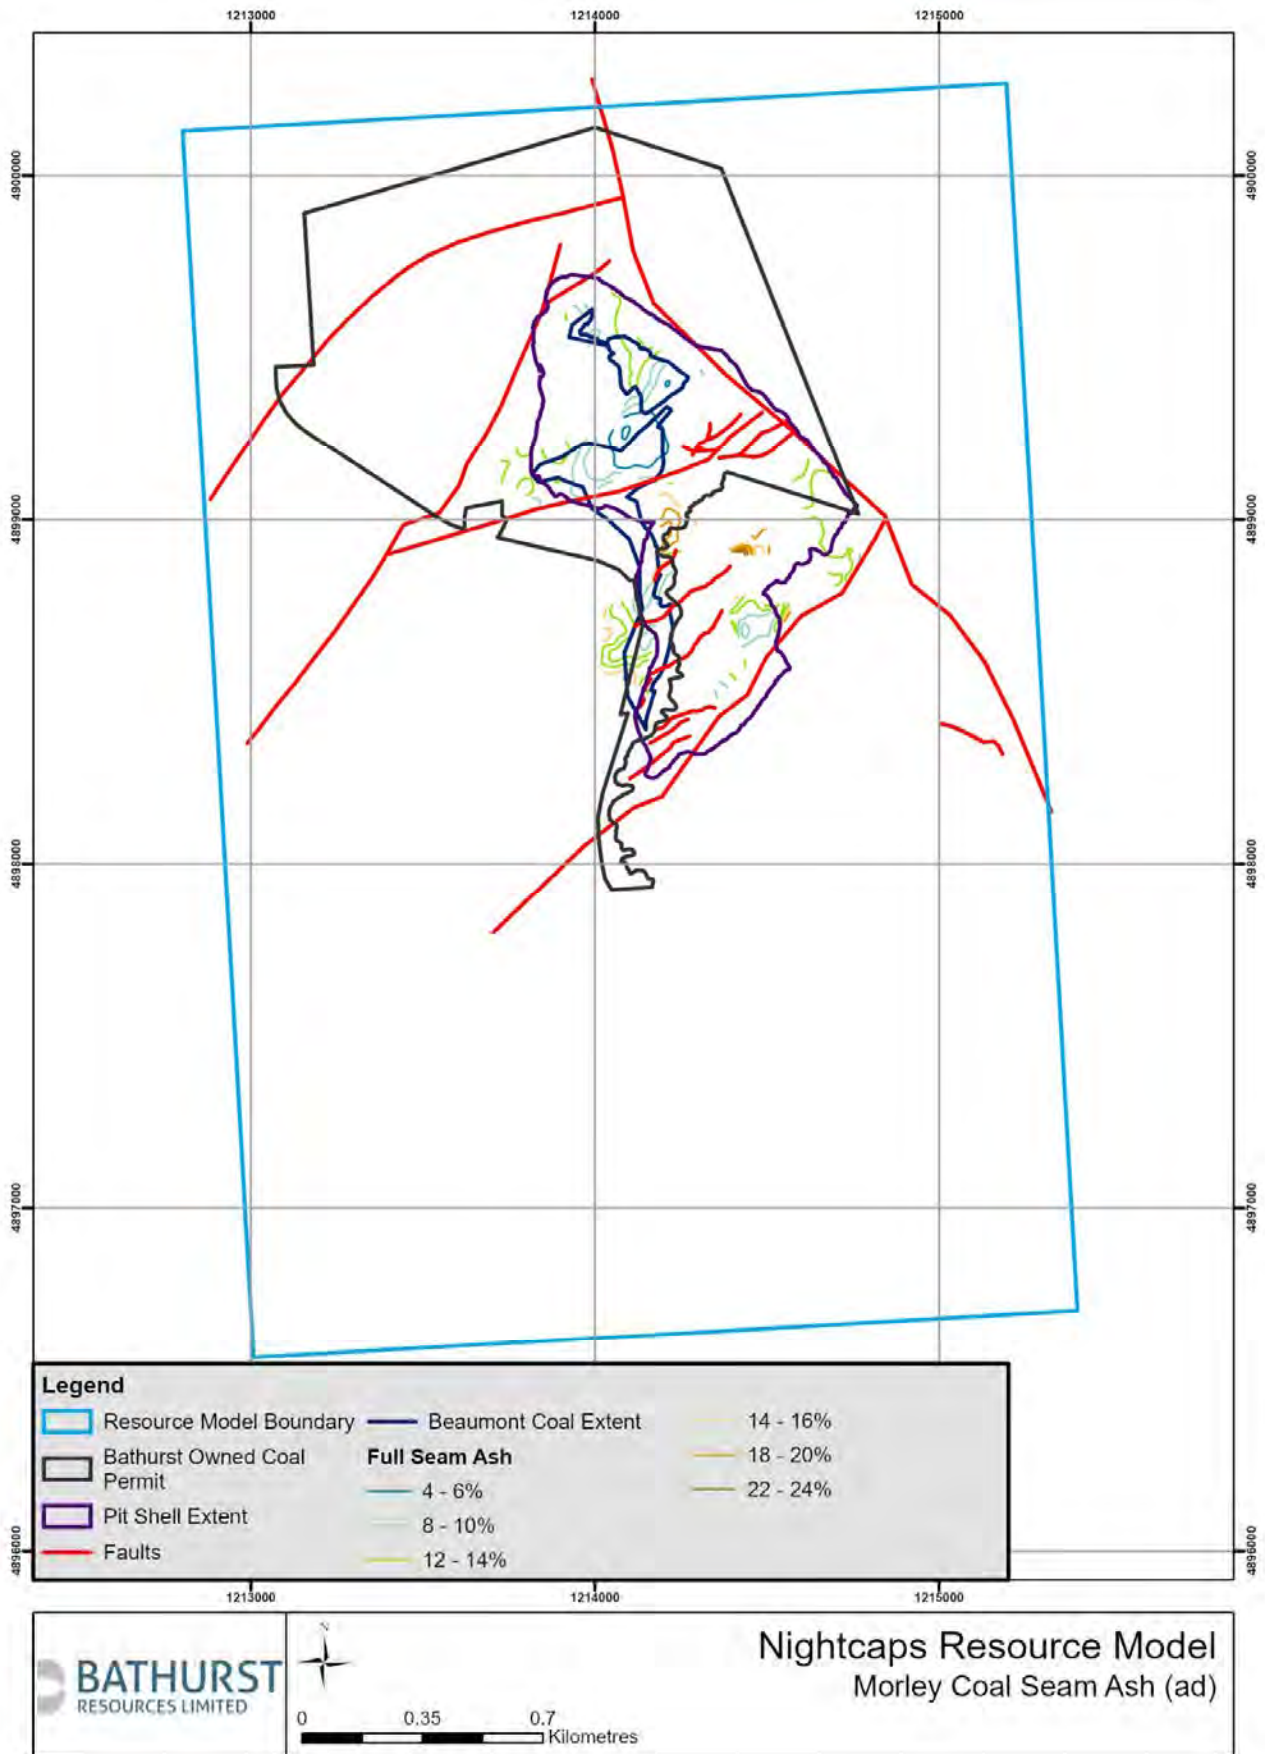 1213000
1214000
1215000
4900000
4900000
4899000
4899000
4898000
4898000
4897000
4897000
4896000
4896000
Legend
Resource Model Boundary
Bathurst Owned Coal
Permit
Pit Shell Extent
Faults
Beaumont Coal Extent
Full Seam Ash
4 - 6%
8 - 10%
12 - 14%
14 - 16%
18 - 20%
22 - 24%
1213000
1214000
1215000
BATHURST
RESOURCES LIMITED
N
0 0.35 0.7
Kilometres
Nightcaps Resource Model
Morley Coal Seam Ash (ad)